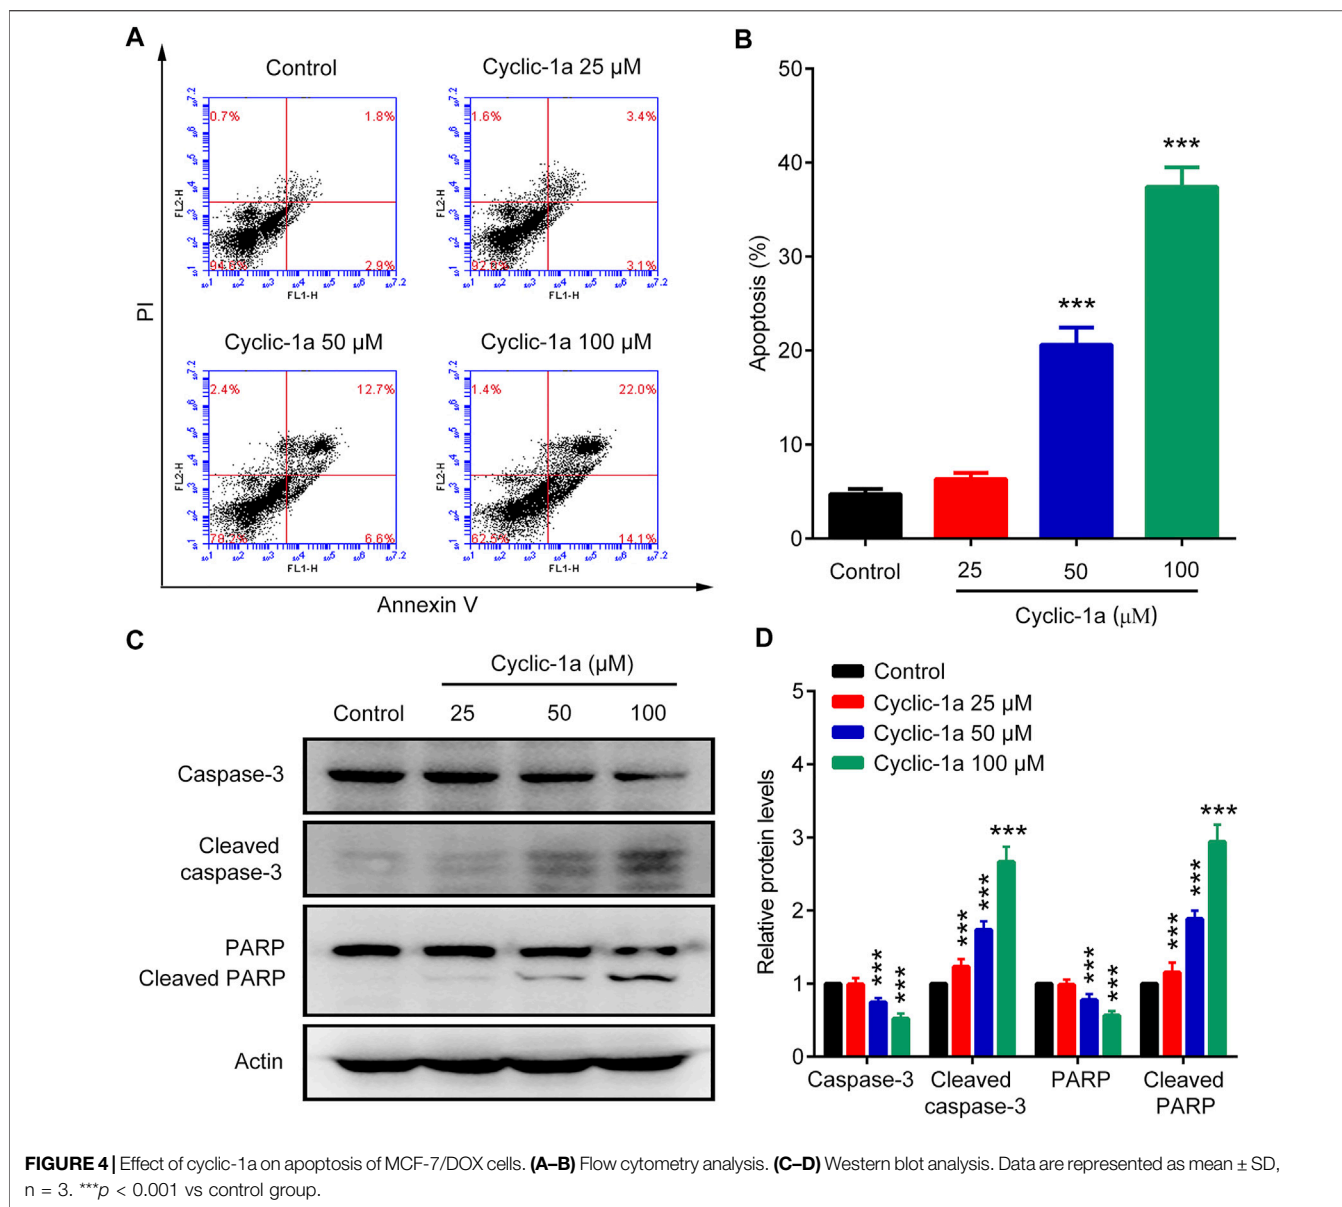 A
Control
Cyclic-1a 25 μM
0.7%
1.8%
2.9%
FL2-H
FL1-H
1.6%
3.4%
3.1%
FL2-H
FL1-H
Cyclic-1a 50 μM
Cyclic-1a 100 μM
2.4%
12.7%
6.6%
FL2-H
FL1-H
1.4%
22.0%
14.1%
FL2-H
FL1-H
PI
Annexin V
B
Apoptosis (%)
50
40
30
20
10
0
***
***
Control
25
50
100
Cyclic-1a (μM)
C
Cyclic-1a (μM)
Control
25
50
100
Caspase-3
Cleaved
caspase-3
PARP
Cleaved PARP
Actin
D
Control
Cyclic-1a 25 μM
Cyclic-1a 50 μM
Cyclic-1a 100 μM
Relative protein levels
5
4
3
2
1
0
***
***
***
***
***
***
***
***
***
***
Caspase-3
Cleaved
caspase-3
PARP
Cleaved
PARP
FIGURE 4 | Effect of cyclic-1a on apoptosis of MCF-7/DOX cells. (A–B) Flow cytometry analysis. (C–D) Western blot analysis. Data are represented as mean ± SD,
n = 3. ***p < 0.001 vs control group.